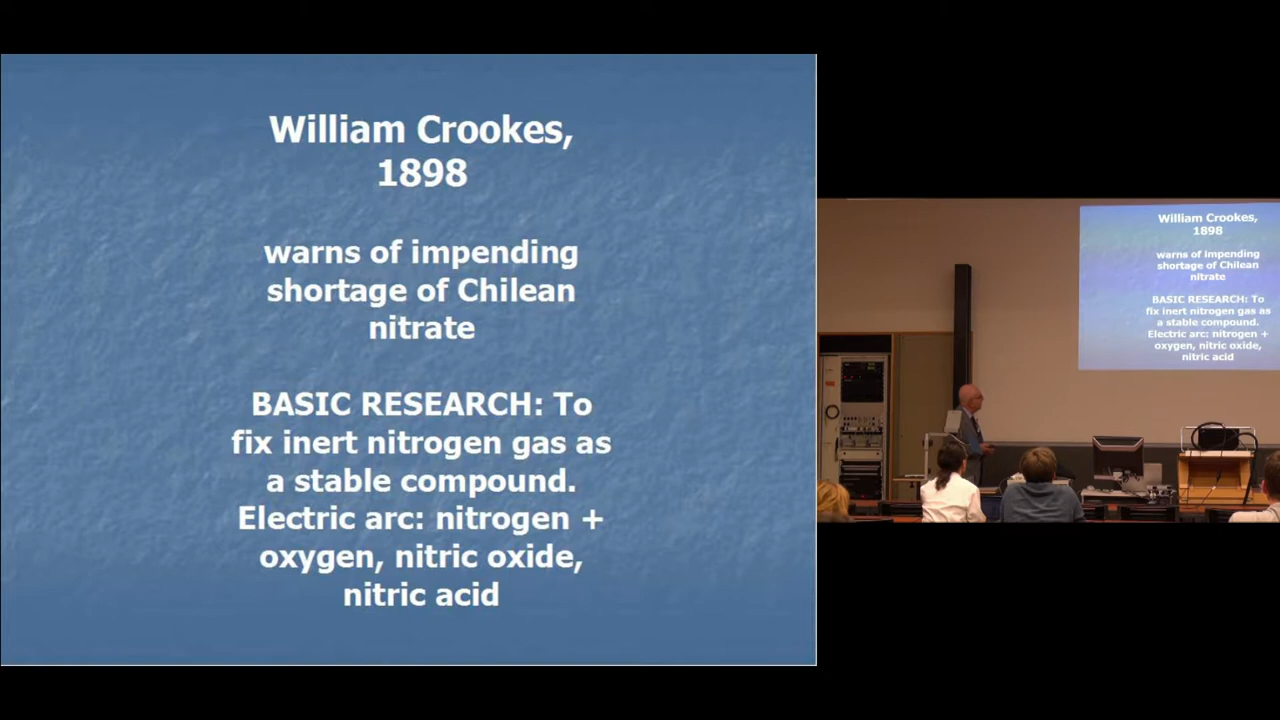 William Crookes,
1898
warns of impending
shortage of Chilean
nitrate
BASIC RESEARCH: To
fix inert nitrogen gas as
a stable compound.
Electric arc: nitrogen +
oxygen, nitric oxide,
nitric acid
William Crookes,
1898
warns of impending
shortage of Chilean
nitrate
BASIC RESEARCH: To
fix inert nitrogen gas as
a stable compound.
Electric arc: nitrogen +
oxygen, nitric oxide,
nitric acid